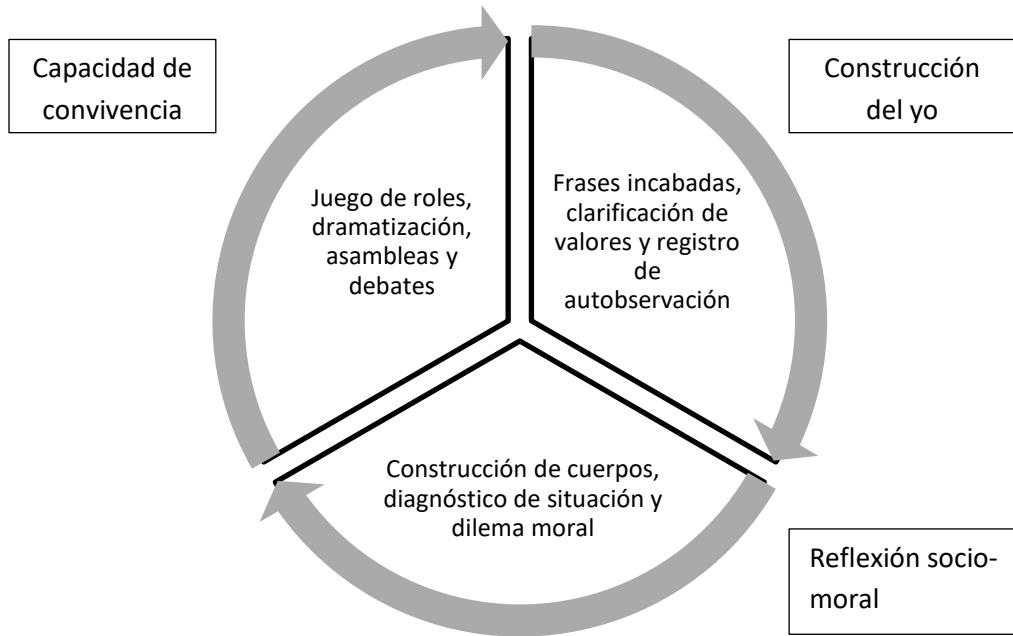 Capacidad de
convivencia
Construcción
del yo
Juego de roles,
dramatización,
asambleas y
debates
Frases incabadas,
clarificación de
valores y registro
de
autobservación
Construcción de cuerpos,
diagnóstico de situación y
dilema moral
Reflexión socio-
moral